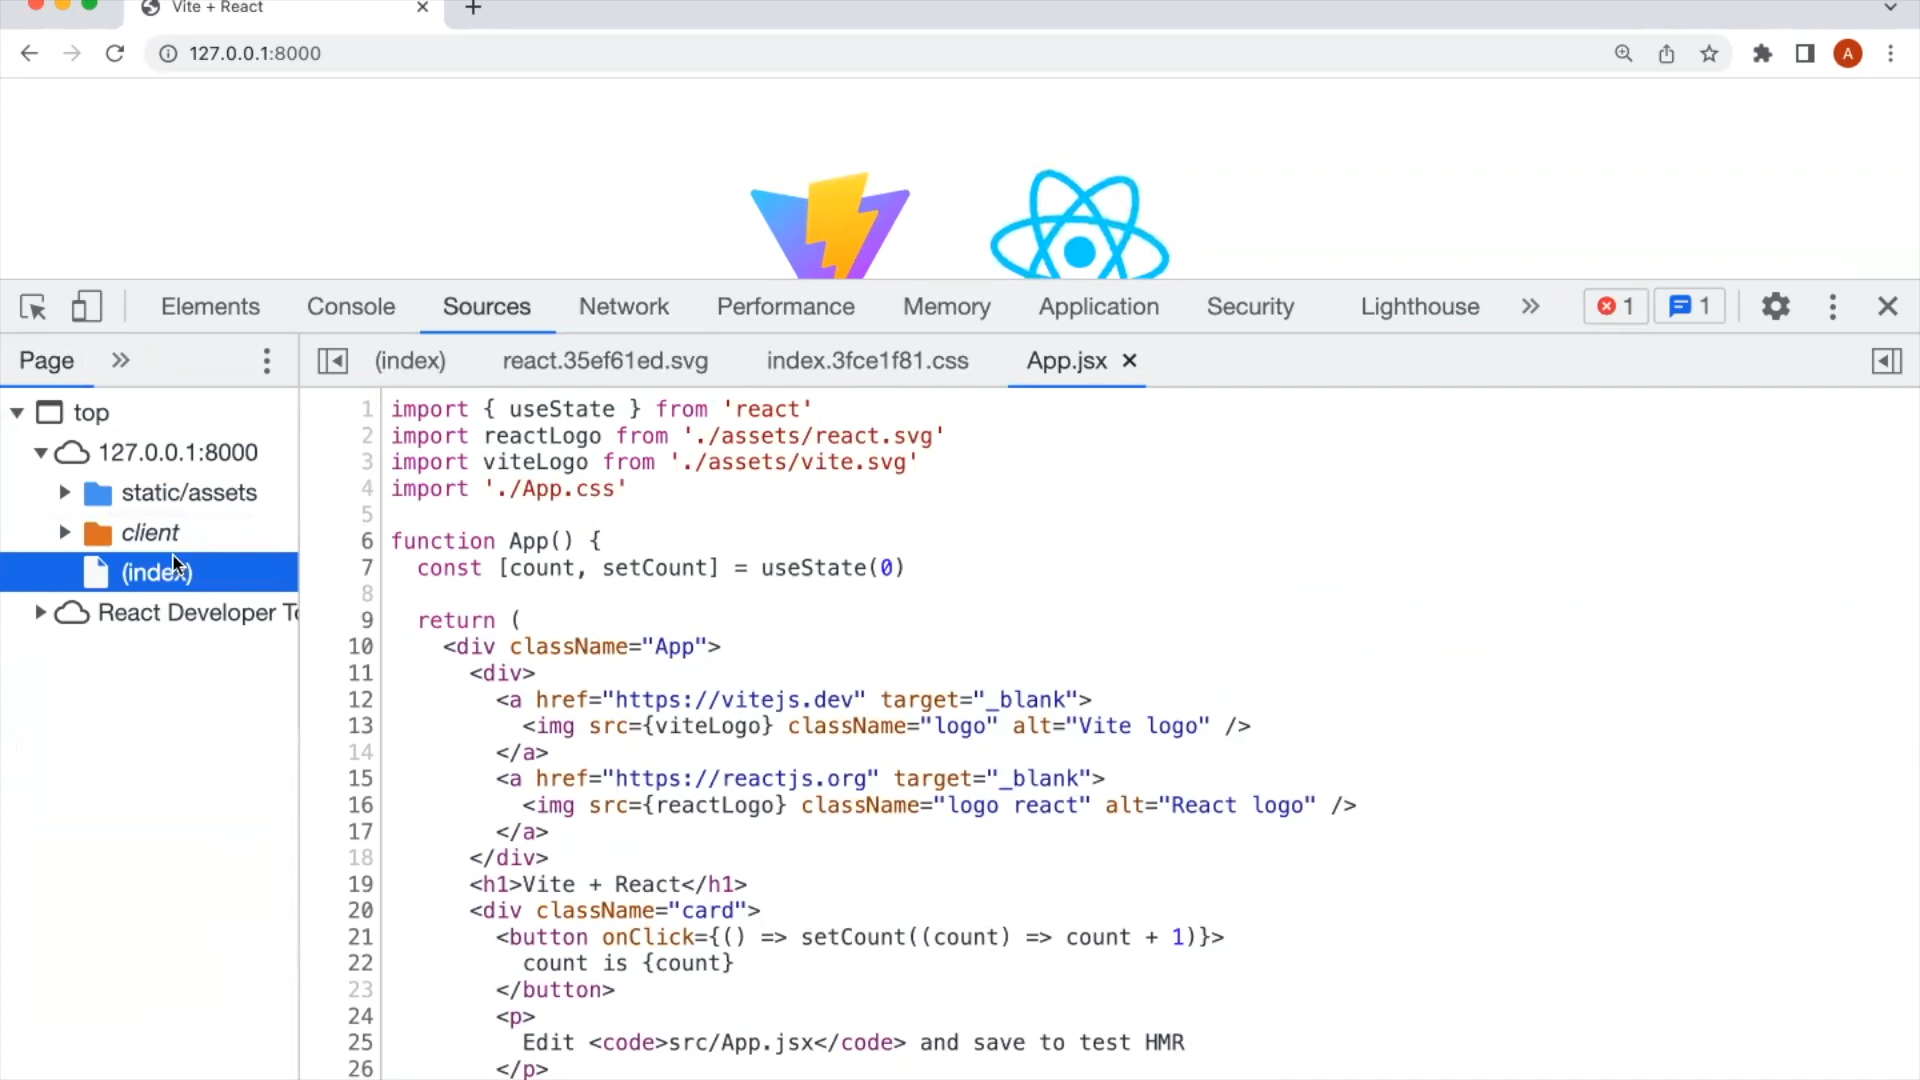 Vite + React
127.0.0.1:8000
A
Elements Console Sources Network Performance Memory Application Security Lighthouse 1 1
Page
(index) react.35ef61ed.svg index.3fce1f81.css App.jsx
top
127.0.0.1:8000
static/assets
client
(index)
React Developer To
1 import { useState } from 'react'
2 import reactLogo from './assets/react.svg'
3 import viteLogo from './assets/vite.svg'
4 import './App.css'
5
6 function App() {
7 const [count, setCount] = useState(0)
8
9 return (
10 <div className="App">
11 <div>
12 <a href="https://vitejs.dev" target="_blank">
13 <img src={viteLogo} className="logo" alt="Vite logo" />
14 </a>
15 <a href="https://reactjs.org" target="_blank">
16 <img src={reactLogo} className="logo react" alt="React logo" />
17 </a>
18 </div>
19 <h1>Vite + React</h1>
20 <div className="card">
21 <button onClick={() => setCount((count) => count + 1)}>
22 count is {count}
23 </button>
24 <p>
25 Edit <code>src/App.jsx</code> and save to test HMR
26 </p>